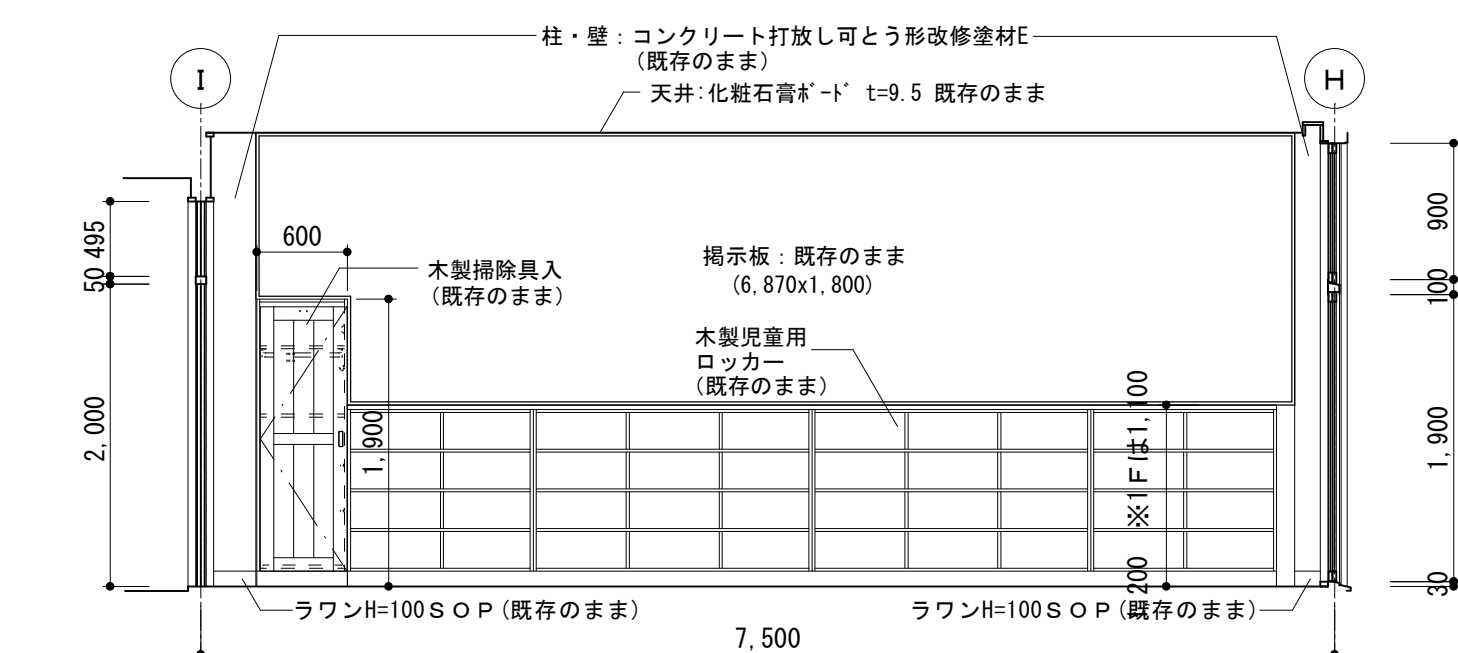 柱・壁：コンクリート打放し可とう形改修塗材E
(既存のまま)
天井:化粧石膏ﾎﾞｰﾄﾞ t=9.5 既存のまま
I
H
600
木製掃除具入
(既存のまま)
掲示板：既存のまま
(6,870x1,800)
木製児童用
ロッカー
(既存のまま)
495
50
2,000
1,900
1,200 ※1Fは1,100
900
100
1,900
30
ラワンH=100SOP(既存のまま)
ラワンH=100SOP(既存のまま)
7,500